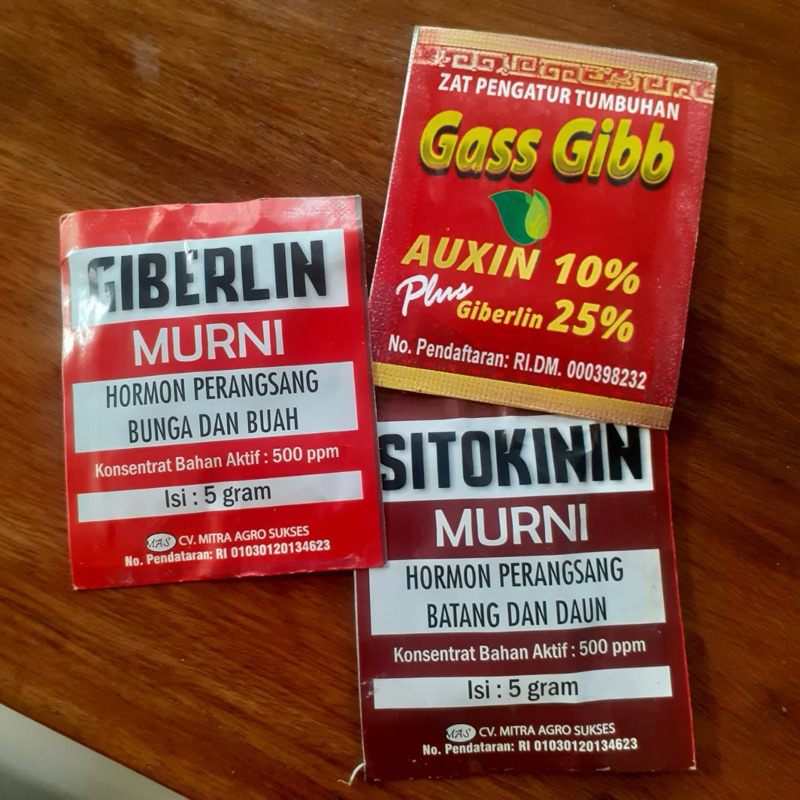 ZAT PENGATUR TUMBUHAN
Gass Gibb
AUXIN 10%
Plus Giberlin 25%
No. Pendaftaran: RI.DM. 000398232
GIBERLIN
MURNI
HORMON PERANGSANG
BUNGA DAN BUAH
Konsentrat Bahan Aktif : 500 ppm
Isi : 5 gram
MAS CV. MITRA AGRO SUKSES
No. Pendataran: RI 01030120134623
SITOKININ
MURNI
HORMON PERANGSANG
BATANG DAN DAUN
Konsentrat Bahan Aktif : 500 ppm
Isi : 5 gram
MAS CV. MITRA AGRO SUKSES
No. Pendataran: RI 01030120134623